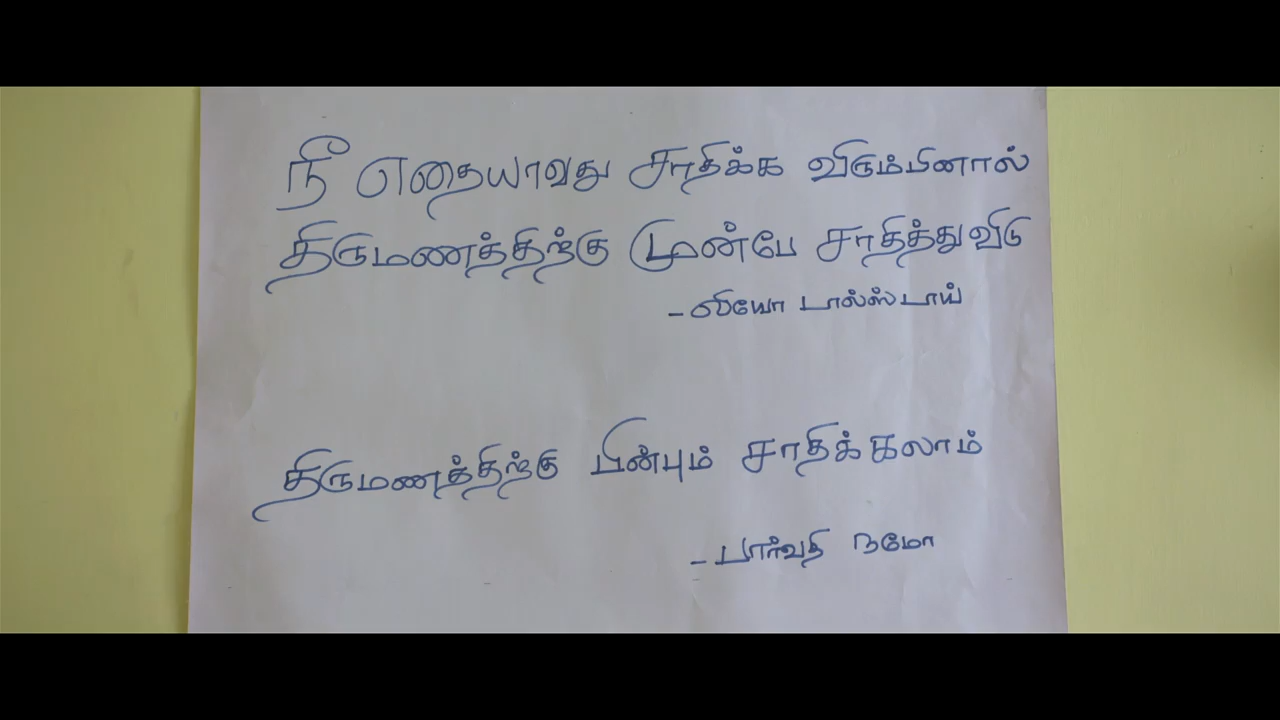 நீ எதையாவது சாதிக்க விரும்பினால்
திருமணத்திற்கு முன்பே சாதித்துவிடு
- லியோ டால்ஸ்டாய்
திருமணத்திற்கு பின்பும் சாதிக்கலாம்
- பார்வதி நமோ